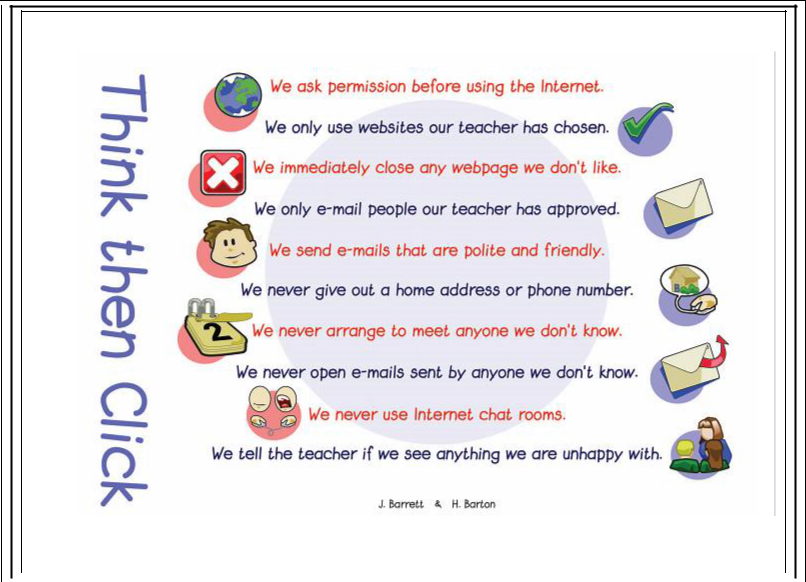 Think then Click
We ask permission before using the Internet.
We only use websites our teacher has chosen.
We immediately close any webpage we don't like.
We only e-mail people our teacher has approved.
We send e-mails that are polite and friendly.
We never give out a home address or phone number.
2
We never arrange to meet anyone we don't know.
We never open e-mails sent by anyone we don't know.
We never use Internet chat rooms.
We tell the teacher if we see anything we are unhappy with.
J. Barrett & H. Barton